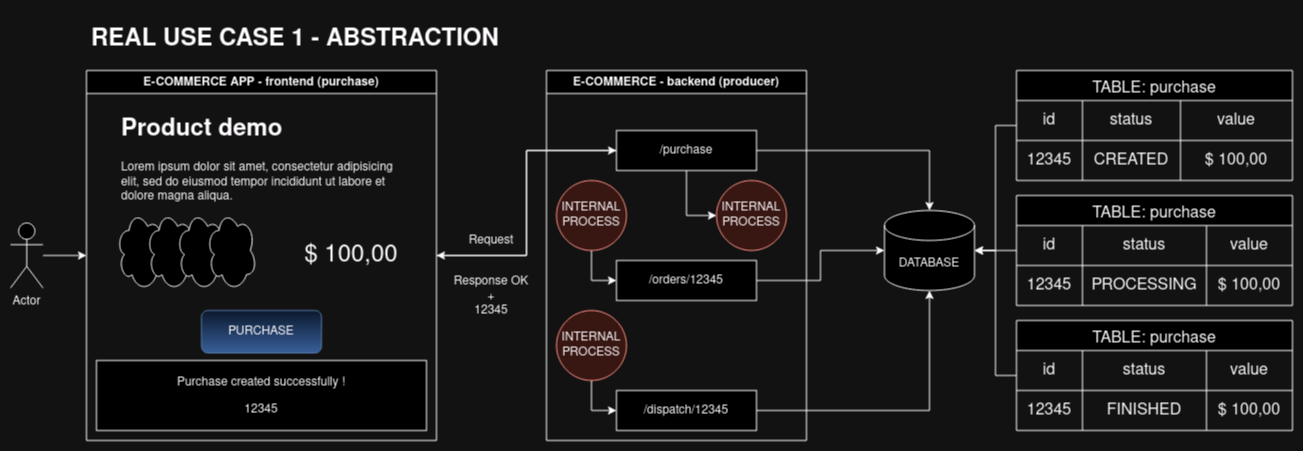 REAL USE CASE 1 - ABSTRACTION
E-COMMERCE APP - frontend (purchase)
Product demo
Lorem ipsum dolor sit amet, consectetur adipisicing
elit, sed do eiusmod tempor incididunt ut labore et
dolore magna aliqua.
$ 100,00
Actor
PURCHASE
Purchase created successfully !
12345
Request
Response OK
+
12345
E-COMMERCE - backend (producer)
/purchase
INTERNAL
PROCESS
INTERNAL
PROCESS
/orders/12345
INTERNAL
PROCESS
/dispatch/12345
DATABASE
TABLE: purchase
id status value
12345 CREATED $ 100,00
TABLE: purchase
id status value
12345 PROCESSING $ 100,00
TABLE: purchase
id status value
12345 FINISHED $ 100,00